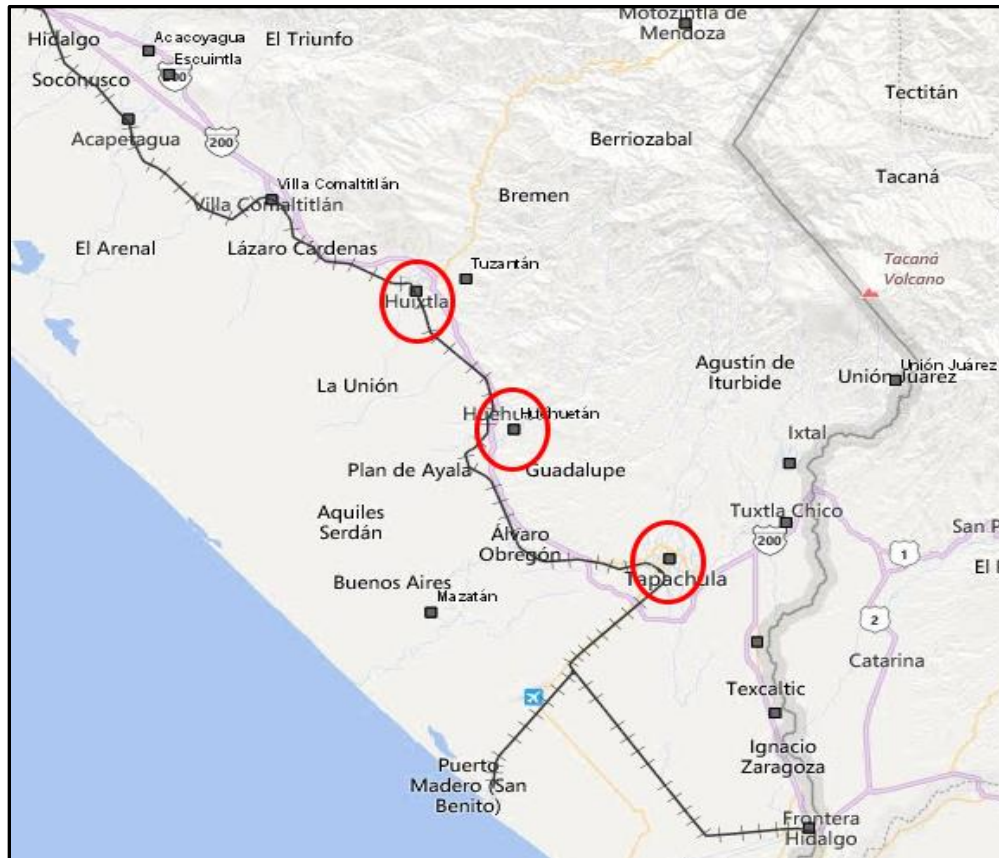 Motozintla de
Mendoza
Hidalgo
Acacoyagua
El Triunfo
Escuintla
200
Soconusco
Tectitán
Acapetagua
200
Berriozabal
Tacaná
Villa Comaltitlán
Villa Comaltitlán
Bremen
El Arenal
Lázaro Cárdenas
Tuzantán
Tacaná
Volcano
Huixtla
La Unión
Agustín de
Iturbide
Unión Juárez
Unión Juárez
Huehuetán
Ixtal
Plan de Ayala
Guadalupe
Aquiles
Serdán
Tuxtla Chico
Álvaro
Obregón
200
1
San P
El
Tapachula
Buenos Aires
Mazatán
2
Catarina
Texcaltic
Ignacio
Zaragoza
Puerto
Madero (San
Benito)
Frontera
Hidalgo